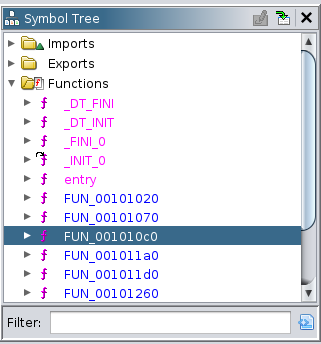 Symbol Tree
Imports
Exports
Functions
_DT_FINI
_DT_INIT
_FINI_0
_INIT_0
entry
FUN_00101020
FUN_00101070
FUN_001010c0
FUN_001011a0
FUN_001011d0
FUN_00101260
Filter: